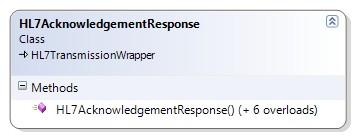 HL7AcknowledgementResponse
Class
HL7TransmissionWrapper
Methods
HL7AcknowledgementResponse() (+ 6 overloads)